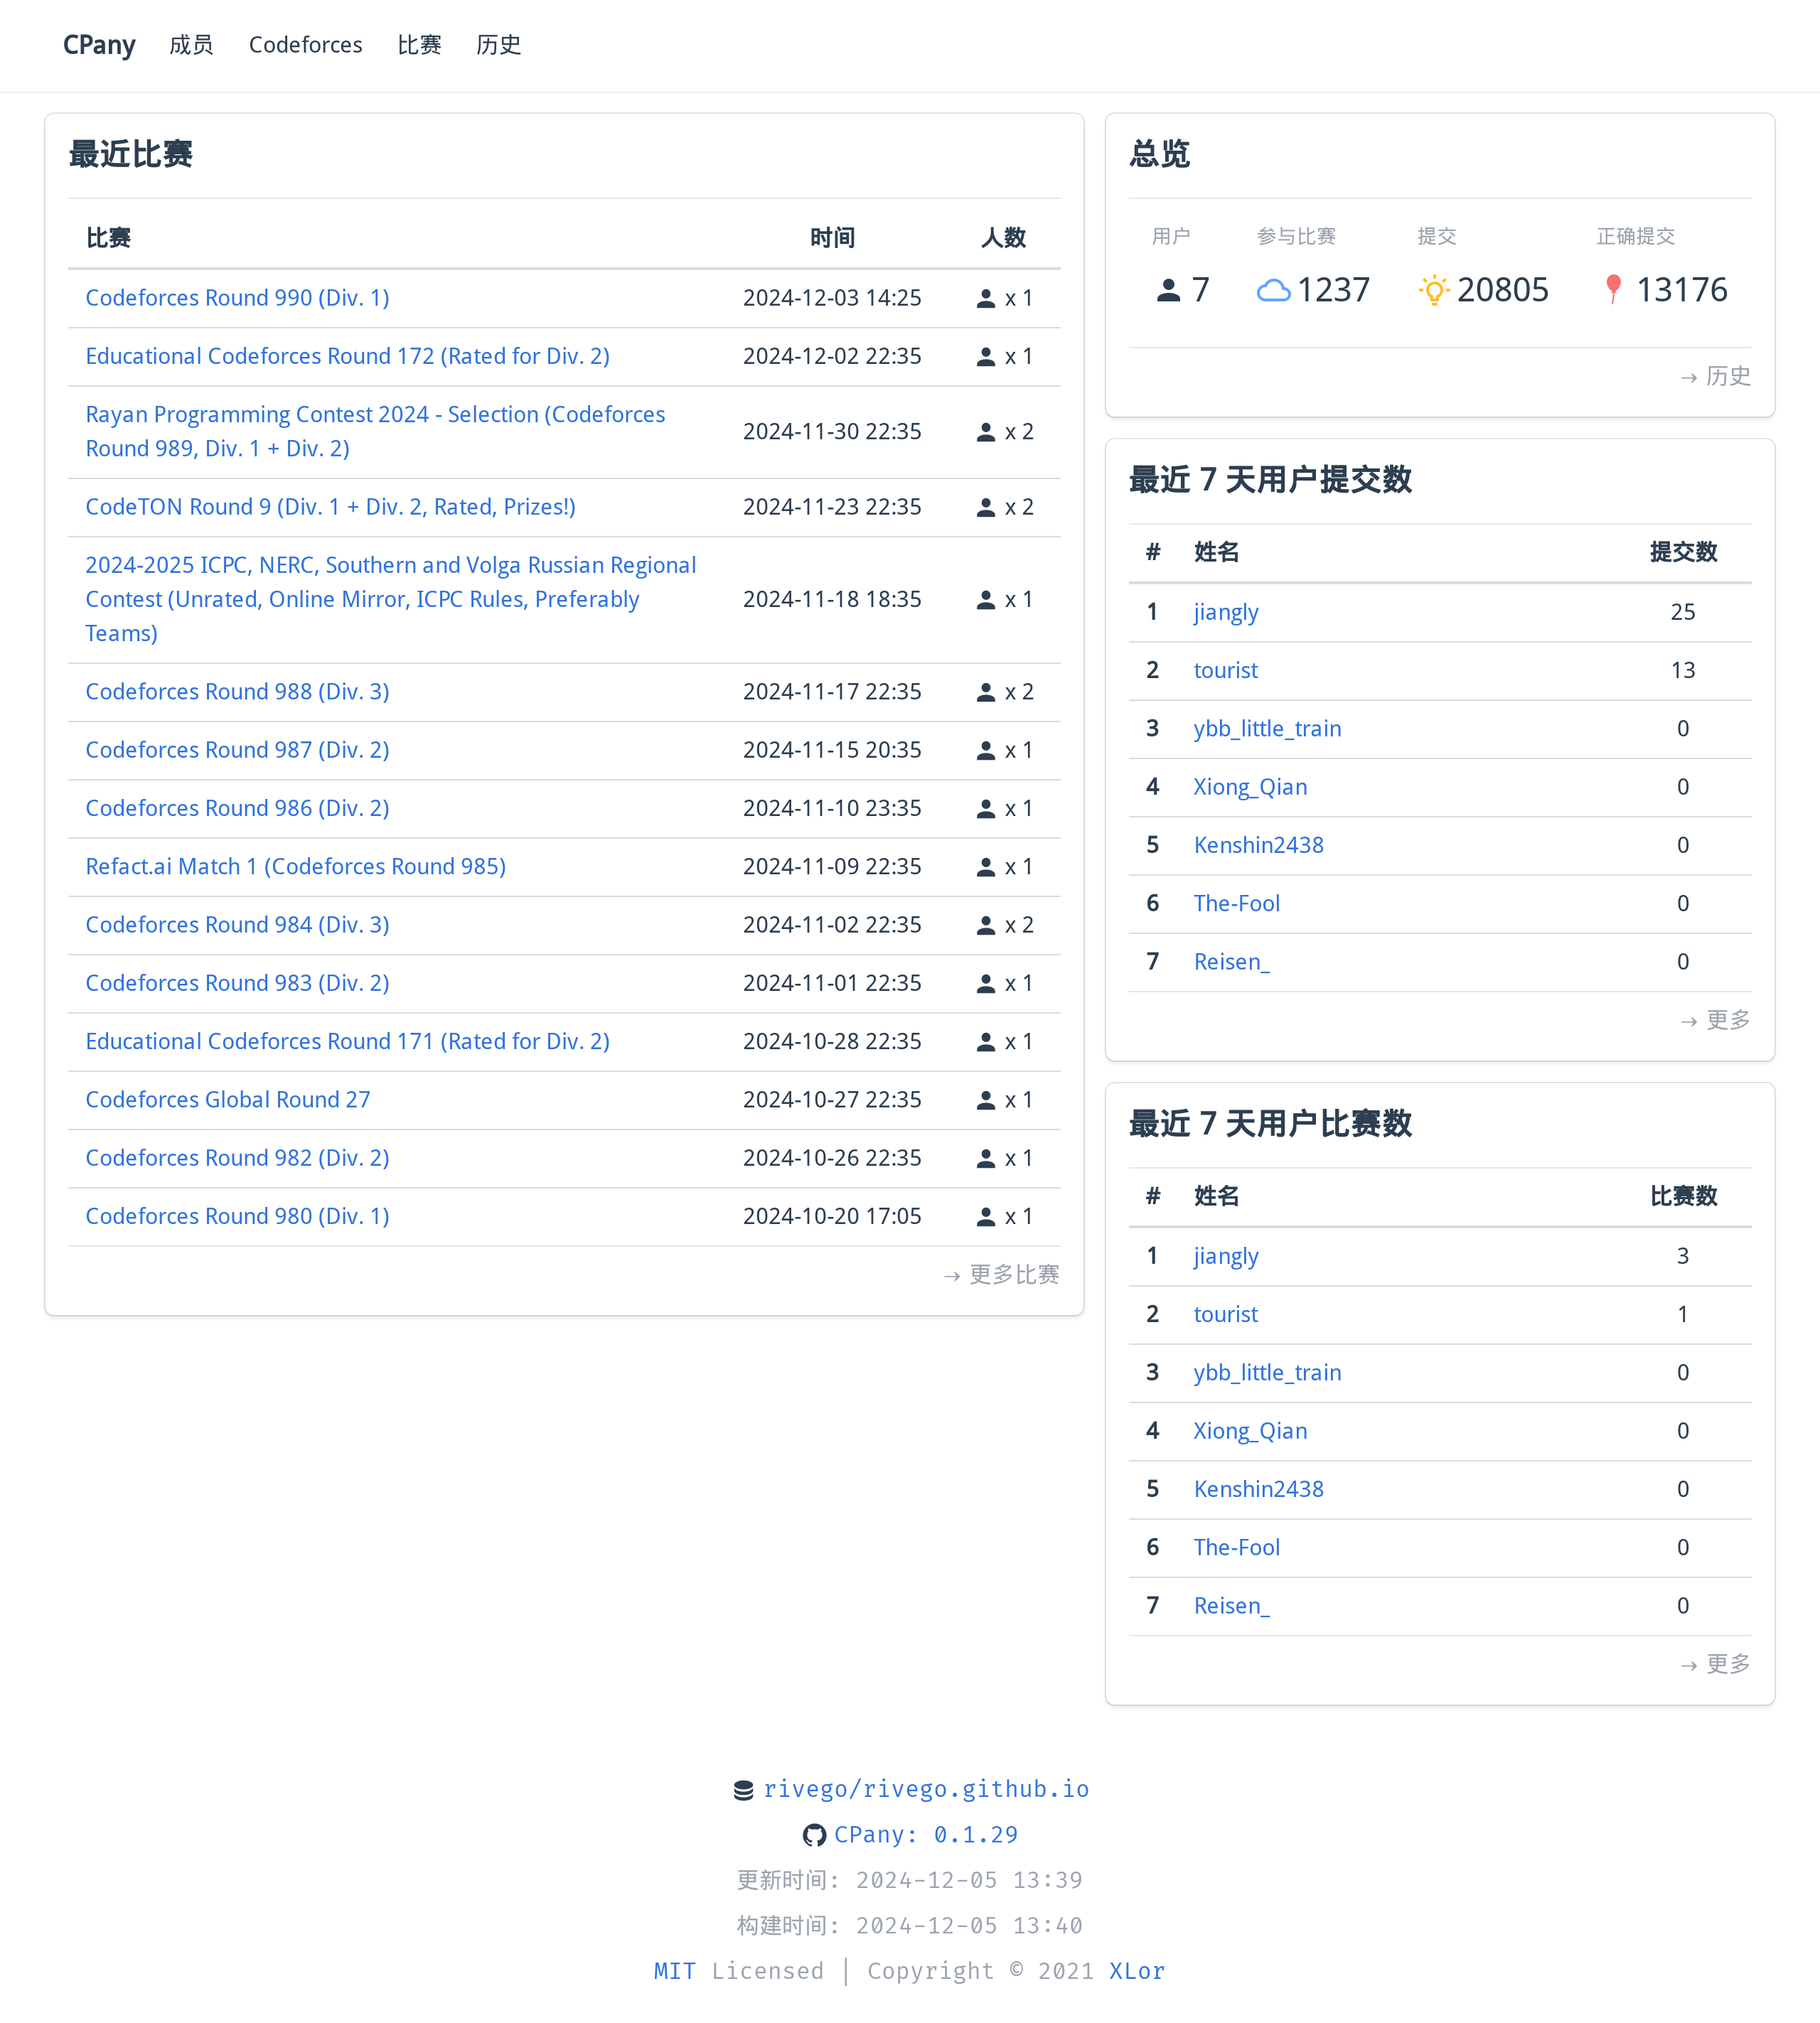 CPany 成员 Codeforces 比赛 历史
最近比赛
比赛 时间 人数
Codeforces Round 990 (Div. 1) 2024-12-03 14:25 x 1
Educational Codeforces Round 172 (Rated for Div. 2) 2024-12-02 22:35 x 1
Rayan Programming Contest 2024 - Selection (Codeforces
Round 989, Div. 1 + Div. 2) 2024-11-30 22:35 x 2
CodeTON Round 9 (Div. 1 + Div. 2, Rated, Prizes!) 2024-11-23 22:35 x 2
2024-2025 ICPC, NERC, Southern and Volga Russian Regional
Contest (Unrated, Online Mirror, ICPC Rules, Preferably 2024-11-18 18:35 x 1
Teams)
Codeforces Round 988 (Div. 3) 2024-11-17 22:35 x 2
Codeforces Round 987 (Div. 2) 2024-11-15 20:35 x 1
Codeforces Round 986 (Div. 2) 2024-11-10 23:35 x 1
Refact.ai Match 1 (Codeforces Round 985) 2024-11-09 22:35 x 1
Codeforces Round 984 (Div. 3) 2024-11-02 22:35 x 2
Codeforces Round 983 (Div. 2) 2024-11-01 22:35 x 1
Educational Codeforces Round 171 (Rated for Div. 2) 2024-10-28 22:35 x 1
Codeforces Global Round 27 2024-10-27 22:35 x 1
Codeforces Round 982 (Div. 2) 2024-10-26 22:35 x 1
Codeforces Round 980 (Div. 1) 2024-10-20 17:05 x 1
→ 更多比赛
总览
用户 参与比赛 提交 正确提交
7 1237 20805 13176
→ 历史
最近 7 天用户提交数
# 姓名 提交数
1 jiangly 25
2 tourist 13
3 ybb_little_train 0
4 Xiong_Qian 0
5 Kenshin2438 0
6 The-Fool 0
7 Reisen_ 0
→ 更多
最近 7 天用户比赛数
# 姓名 比赛数
1 jiangly 3
2 tourist 1
3 ybb_little_train 0
4 Xiong_Qian 0
5 Kenshin2438 0
6 The-Fool 0
7 Reisen_ 0
→ 更多
rivego/rivego.github.io
CPany: 0.1.29
更新时间: 2024-12-05 13:39
构建时间: 2024-12-05 13:40
MIT Licensed | Copyright © 2021 XLor